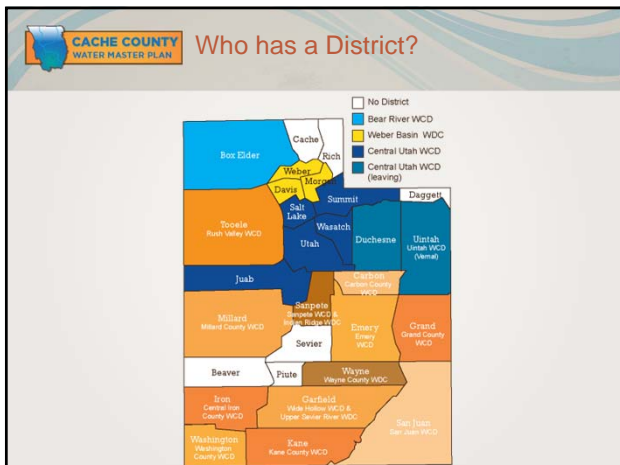 CACHE COUNTY
WATER MASTER PLAN
Who has a District?
No District
Bear River WCD
Weber Basin WDC
Central Utah WCD
Central Utah WCD
(leaving)
Box Elder
Cache
Rich
Weber
Morgan
Davis
Summit
Daggett
Salt
Lake
Tooele
Rush Valley WCD
Wasatch
Utah
Duchesne
Uintah
Uintah WCD
(Vernal)
Juab
Carbon
Carbon County
WCD
Sanpete
Sanpete WCD &
Indian Ridge WDC
Millard
Millard County WCD
Emery
Emery
WCD
Grand
Grand County
WCD
Sevier
Beaver
Piute
Wayne
Wayne County WDC
Iron
Central Iron
County WCD
Garfield
Wide Hollow WCD &
Upper Sevier River WDC
San Juan
San Juan WCD
Washington
Washington
County WCD
Kane
Kane County WCD